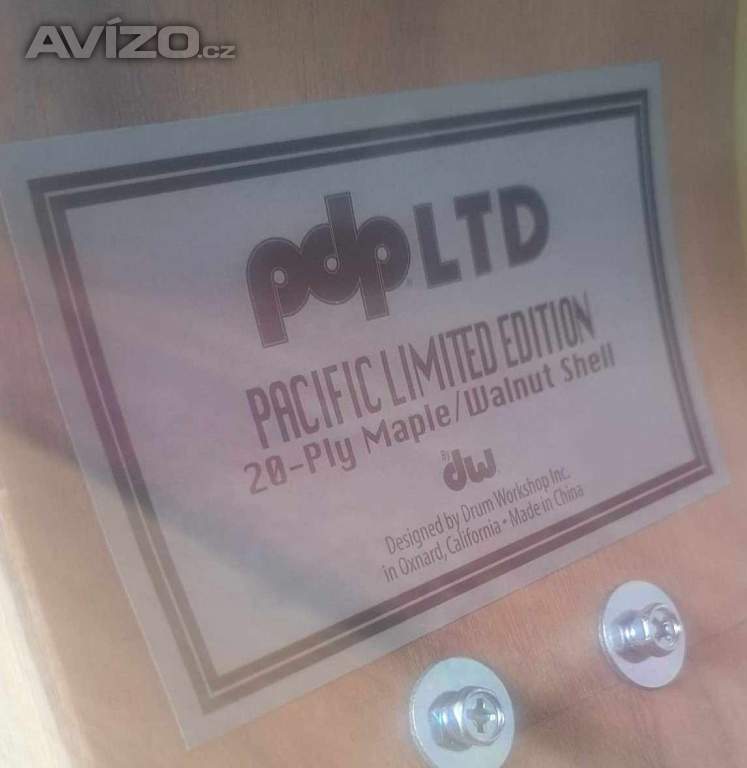 AVÍZO.cz
pdp LTD
PACIFIC LIMITED EDITION
20-Ply Maple/Walnut Shell
By
dw
Designed by Drum Workshop Inc.
in Oxnard, California • Made in China